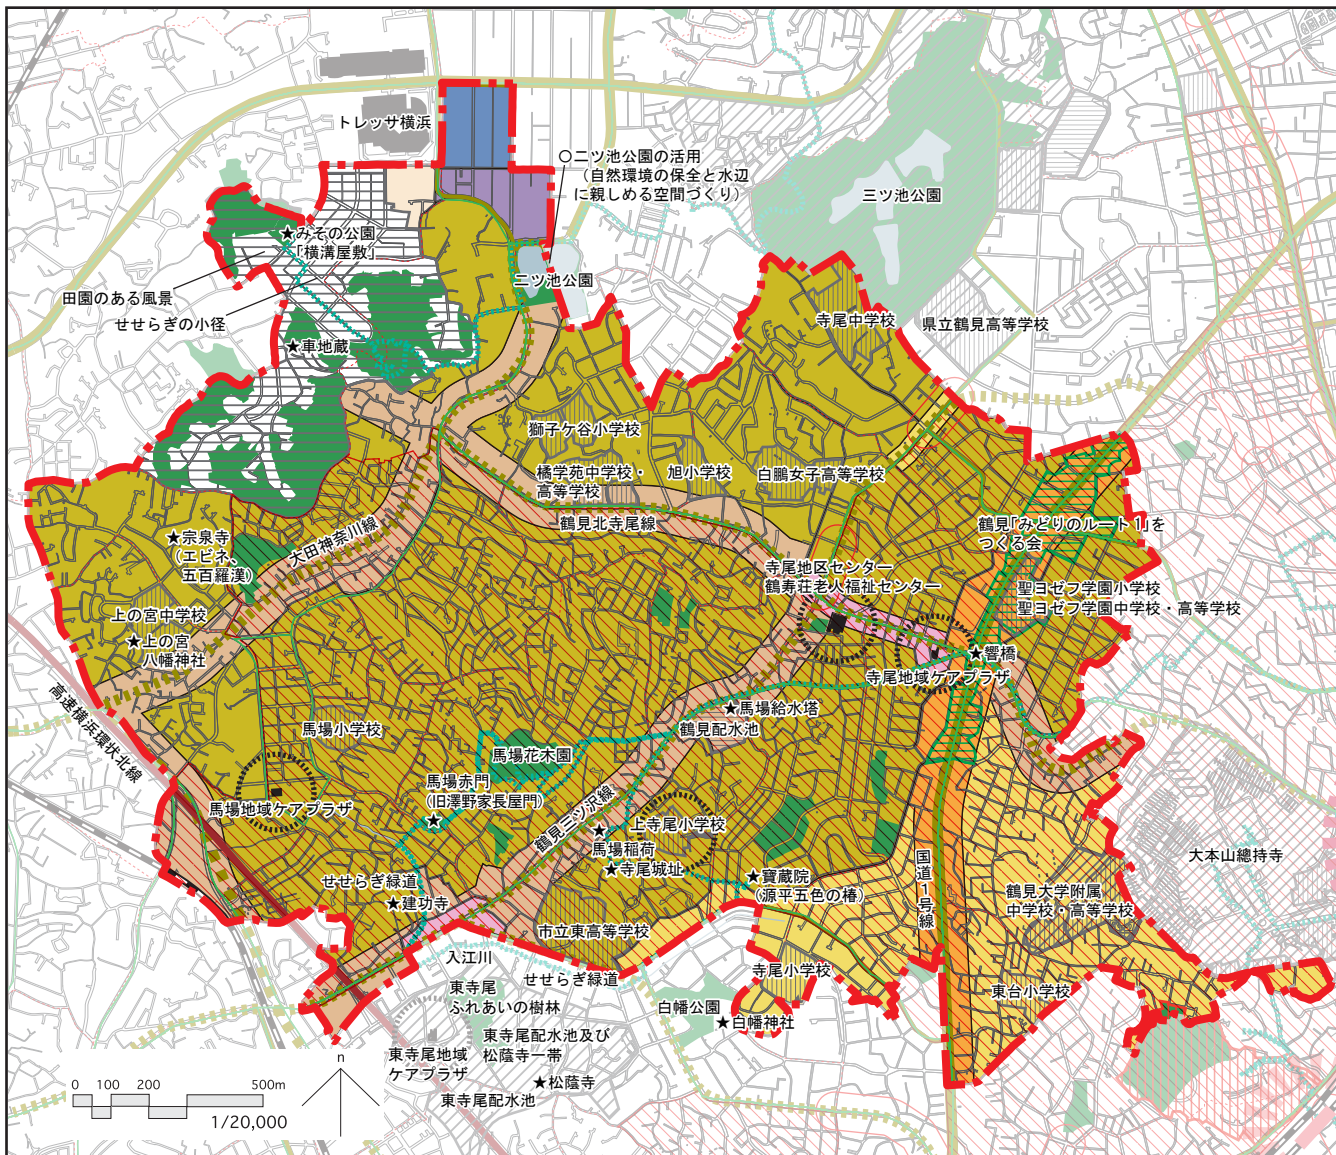 トレッサ横浜
○二ツ池公園の活用
（自然環境の保全と水辺
に親しめる空間づくり）
三ツ池公園
★みその公園
「横溝屋敷」
二ツ池公園
田園のある風景
せせらぎの小径
寺尾中学校
県立鶴見高等学校
★車地蔵
獅子ケ谷小学校
橘学苑中学校・
高等学校
旭小学校
白鵬女子高等学校
鶴見北寺尾線
鶴見「みどりのルート１」を
つくる会
★宗泉寺
（エビネ、
五百羅漢）
大田神奈川線
寺尾地区センター
鶴寿荘老人福祉センター
聖ヨゼフ学園小学校
聖ヨゼフ学園中学校・高等学校
上の宮中学校
★上の宮
八幡神社
★響橋
寺尾地域ケアプラザ
高速横浜環状北線
★馬場給水塔
鶴見配水池
馬場小学校
馬場花木園
馬場赤門
（旧澤野家長屋門）
★
馬場地域ケアプラザ
鶴見三ツ沢線
上寺尾小学校
★
馬場稲荷
★寺尾城址
国道１号線
大本山總持寺
せせらぎ緑道
★建功寺
★寶蔵院
（源平五色の椿）
鶴見大学附属
中学校・高等学校
市立東高等学校
入江川
せせらぎ緑道
寺尾小学校
東台小学校
東寺尾
ふれあいの樹林
白幡公園
★白幡神社
東寺尾配水池及び
松蔭寺一帯
東寺尾地域
ケアプラザ
★松蔭寺
東寺尾配水池
n
0 100 200 500m
1/20,000